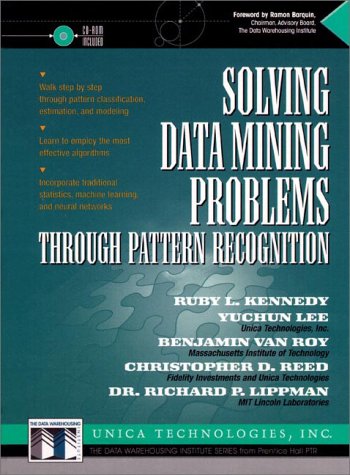 CD-ROM
INCLUDED
Foreword by Ramon Barquin,
Chairman, Advisory Board,
The Data Warehousing Institute
Walk step by step
through pattern classification,
estimation, and modeling
Learn to employ the most
effective algorithms
Incorporate traditional
statistics, machine learning,
and neural networks
SOLVING
DATA MINING
PROBLEMS
THROUGH PATTERN RECOGNITION
RUBY L. KENNEDY
YUCHUN LEE
Unica Technologies, Inc.
BENJAMIN VAN ROY
Massachusetts Institute of Technology
CHRISTOPHER D. REED
Fidelity Investments and Unica Technologies
DR. RICHARD P. LIPPMAN
MIT Lincoln Laboratories
THE DATA WAREHOUSING
INSTITUTE
UNICA TECHNOLOGIES, INC.
THE DATA WAREHOUSING INSTITUTE SERIES from Prentice Hall PTR